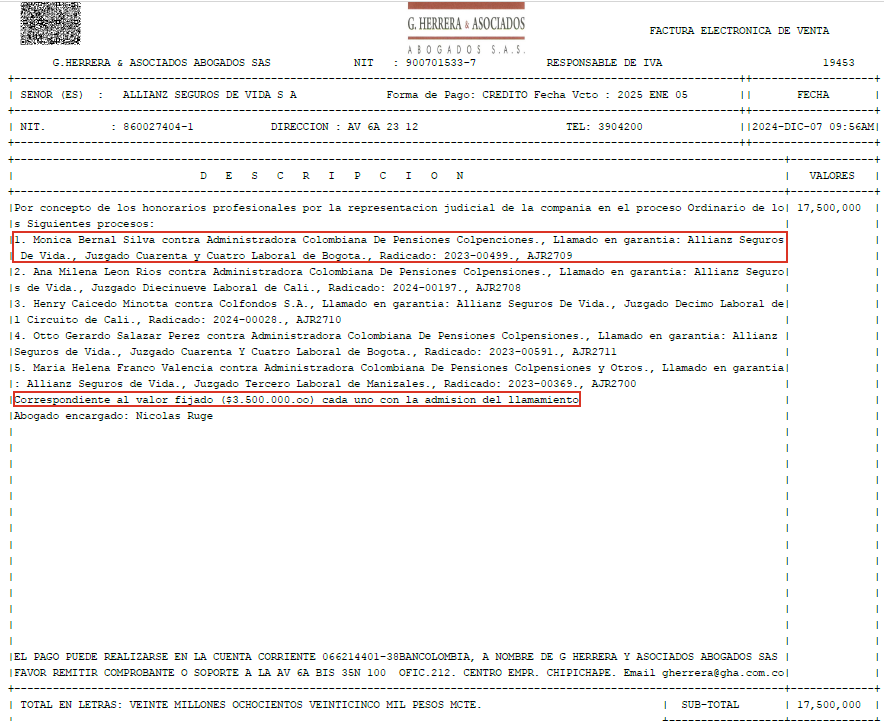 G. HERRERA & ASOCIADOS
ABOGADOS S.A.S.
FACTURA ELECTRONICA DE VENTA
G.HERRERA & ASOCIADOS ABOGADOS SAS NIT : 900701533-7 RESPONSABLE DE IVA 19453
SENOR (ES) : ALLIANZ SEGUROS DE VIDA S A Forma de Pago: CREDITO Fecha Vcto : 2025 ENE 05 FECHA
NIT. : 860027404-1 DIRECCION : AV 6A 23 12 TEL: 3904200 2024-DIC-07 09:56AM
D E S C R I P C I O N VALORES
Por concepto de los honorarios profesionales por la representacion judicial de la compania en el proceso Ordinario de lo 17,500,000
s Siguientes procesos:
1. Monica Bernal Silva contra Administradora Colombiana De Pensiones Colpenciones., Llamado en garantia: Allianz Seguros
De Vida., Juzgado Cuarenta y Cuatro Laboral de Bogota., Radicado: 2023-00499., AJR2709
2. Ana Milena Leon Rios contra Administradora Colombiana De Pensiones Colpensiones., Llamado en garantia: Allianz Seguro
s de Vida., Juzgado Diecinueve Laboral de Cali., Radicado: 2024-00197., AJR2708
3. Henry Caicedo Minotta contra Colfondos S.A., Llamado en garantia: Allianz Seguros De Vida., Juzgado Decimo Laboral de
l Circuito de Cali., Radicado: 2024-00028., AJR2710
4. Otto Gerardo Salazar Perez contra Administradora Colombiana De Pensiones Colpensiones., Llamado en garantia: Allianz
Seguros de Vida., Juzgado Cuarenta Y Cuatro Laboral de Bogota., Radicado: 2023-00591., AJR2711
5. Maria Helena Franco Valencia contra Administradora Colombiana De Pensiones Colpensiones y Otros., Llamado en garantia
: Allianz Seguros de Vida., Juzgado Tercero Laboral de Manizales., Radicado: 2023-00369., AJR2700
Correspondiente al valor fijado ($3.500.000.oo) cada uno con la admision del llamamiento
Abogado encargado: Nicolas Ruge
EL PAGO PUEDE REALIZARSE EN LA CUENTA CORRIENTE 066214401-38BANCOLOMBIA, A NOMBRE DE G HERRERA Y ASOCIADOS ABOGADOS SAS
FAVOR REMITIR COMPROBANTE O SOPORTE A LA AV 6A BIS 35N 100 OFIC.212. CENTRO EMPR. CHIPICHAPE. Email gherrera@gha.com.co
TOTAL EN LETRAS: VEINTE MILLONES OCHOCIENTOS VEINTICINCO MIL PESOS MCTE. SUB-TOTAL 17,500,000